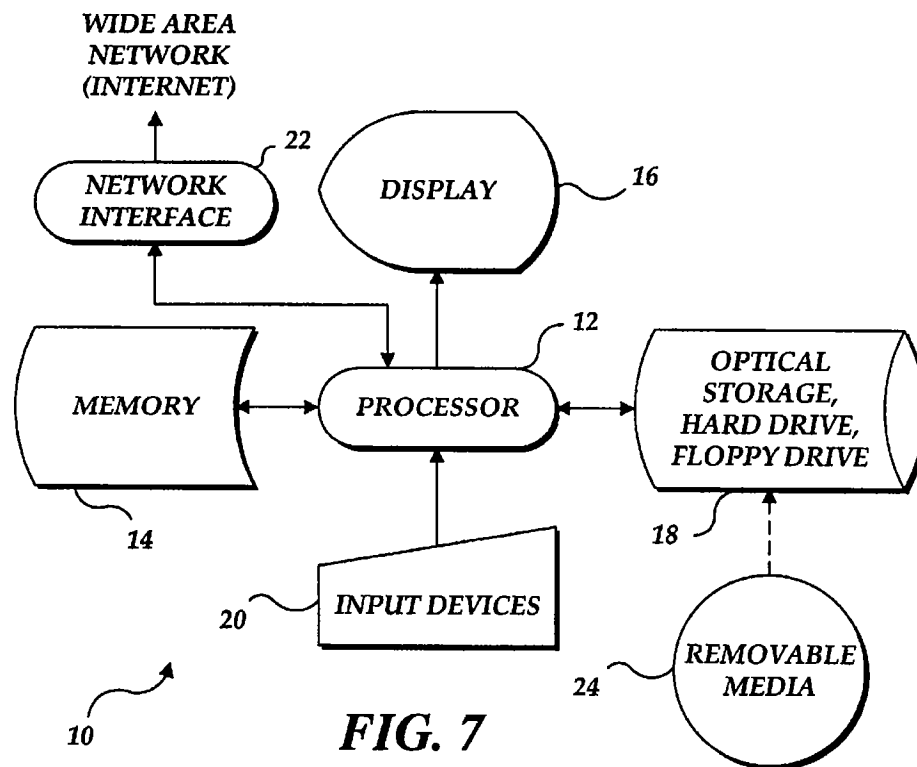 WIDE AREA
NETWORK
(INTERNET)
22
NETWORK
INTERFACE
DISPLAY
16
12
MEMORY
PROCESSOR
OPTICAL
STORAGE,
HARD DRIVE,
FLOPPY DRIVE
14
18
20
INPUT DEVICES
24
REMOVABLE
MEDIA
10
FIG. 7